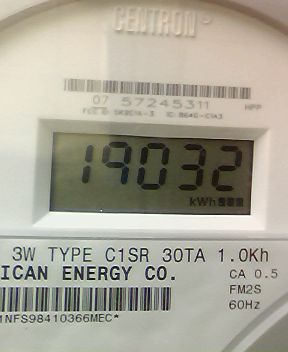 CENTRON
07 57245311
HPP
19032
kWh
3W TYPE C1SR 30TA 1.0Kh
ICAN ENERGY CO.
CA 0.5
FM2S
60Hz
1NFS98410366MEC*